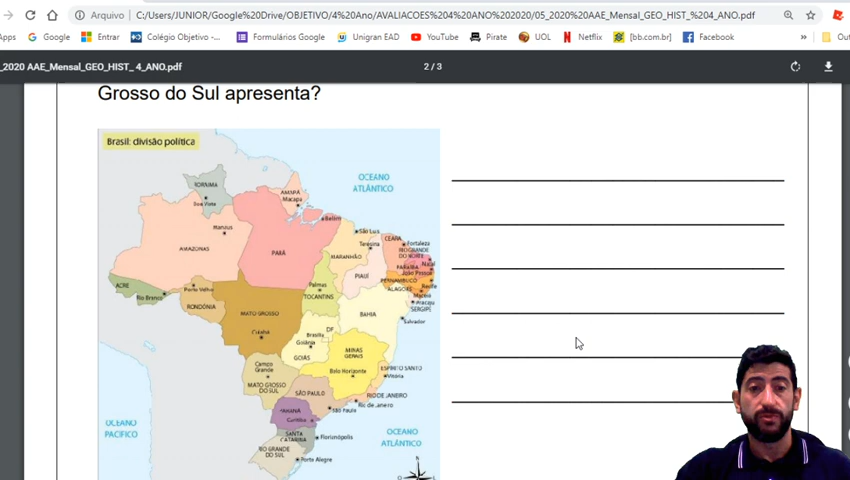 Arquivo | C:/Users/JUNIOR/Google%20Drive/OBJETIVO/4%20Ano/AVALIACOES%204%20ANO%202020/05_2020%20AAE_Mensal_GEO_HIST_%204_ANO.pdf
Apps Google Entrar Colégio Objetivo -... Formulários Google Unigran EAD YouTube Pirate UOL Netflix [bb.com.br] Facebook » Out
_2020 AAE_Mensal_GEO_HIST_ 4_ANO.pdf 2 / 3
Grosso do Sul apresenta?
Brasil: divisão política
OCEANO
ATLÂNTICO
RORAIMA
Boa Vista
AMAPÁ
Macapá
Belém
Manaus
AMAZONAS
PARÁ
São Luís
MARANHÃO
Teresina
PIAUÍ
CEARÁ
Fortaleza
RIO GRANDE
DO NORTE
Natal
PARAÍBA
João Pessoa
PERNAMBUCO
Recife
ALAGOAS
Maceió
Aracaju
SERGIPE
ACRE
Rio Branco
Porto Velho
RONDÔNIA
Palmas
TOCANTINS
BAHIA
Salvador
MATO GROSSO
Cuiabá
DF
Brasília
Goiânia
GOIÁS
MINAS
GERAIS
Belo Horizonte
ESPÍRITO SANTO
Vitória
Campo
Grande
MATO GROSSO
DO SUL
SÃO PAULO
São Paulo
RIO DE JANEIRO
Rio de Janeiro
PARANÁ
Curitiba
SANTA
CATARINA
Florianópolis
RIO GRANDE
DO SUL
Porto Alegre
OCEANO
PACÍFICO
OCEANO
ATLÂNTICO
N
O
L